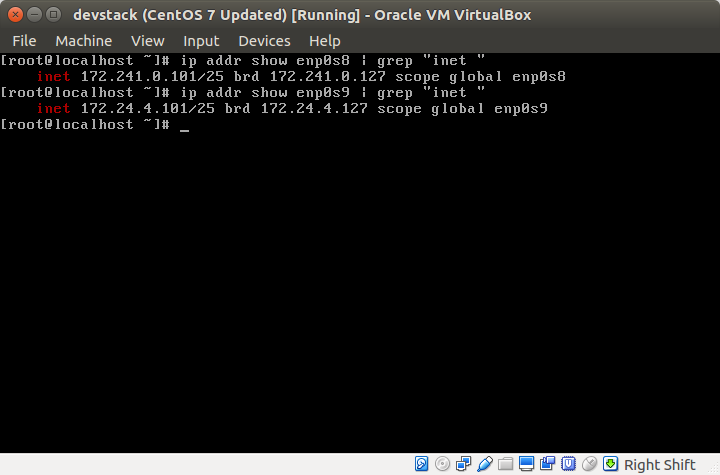 devstack (CentOS 7 Updated) [Running] - Oracle VM VirtualBox
File Machine View Input Devices Help
[root@localhost ~]# ip addr show enp0s8 | grep "inet "
inet 172.241.0.101/25 brd 172.241.0.127 scope global enp0s8
[root@localhost ~]# ip addr show enp0s9 | grep "inet "
inet 172.24.4.101/25 brd 172.24.4.127 scope global enp0s9
[root@localhost ~]# _
Right Shift